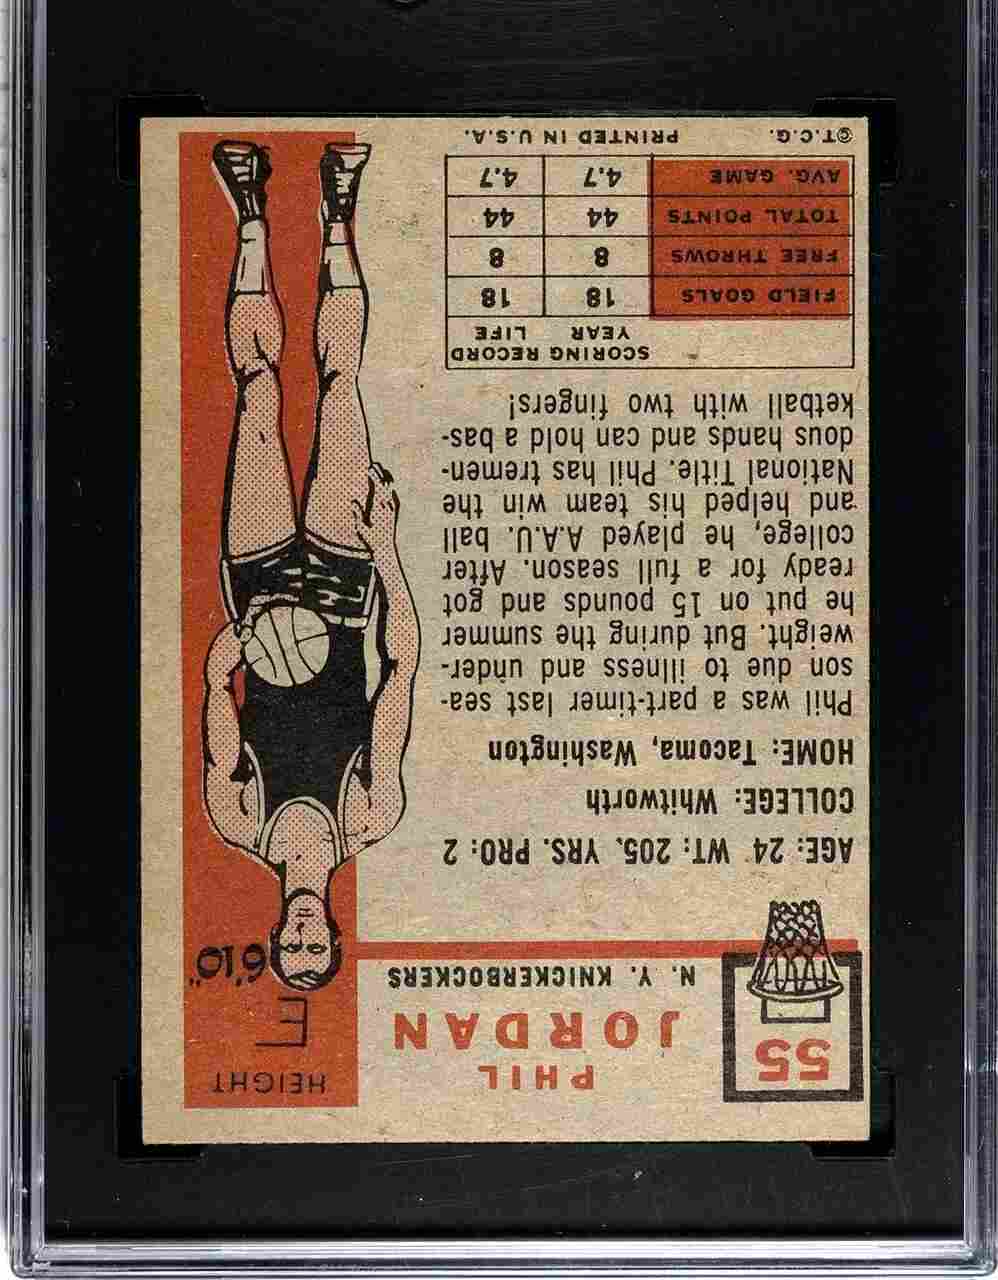 55
PHIL
JORDAN
N. Y. KNICKERBOCKERS
HEIGHT
6'10"
AGE: 24 WT: 205. YRS. PRO: 2
COLLEGE: Whitworth
HOME: Tacoma, Washington
Phil was a part-timer last sea-
son due to illness and under-
weight. But during the summer
he put on 15 pounds and got
ready for a full season. After
college, he played A.A.U. ball
and helped his team win the
National Title. Phil has tremen-
dous hands and can hold a bas-
ketball with two fingers!
SCORING RECORD
YEAR LIFE
FIELD GOALS 18 18
FREE THROWS 8 8
TOTAL POINTS 44 44
AVG. GAME 4.7 4.7
©T.C.G. PRINTED IN U.S.A.